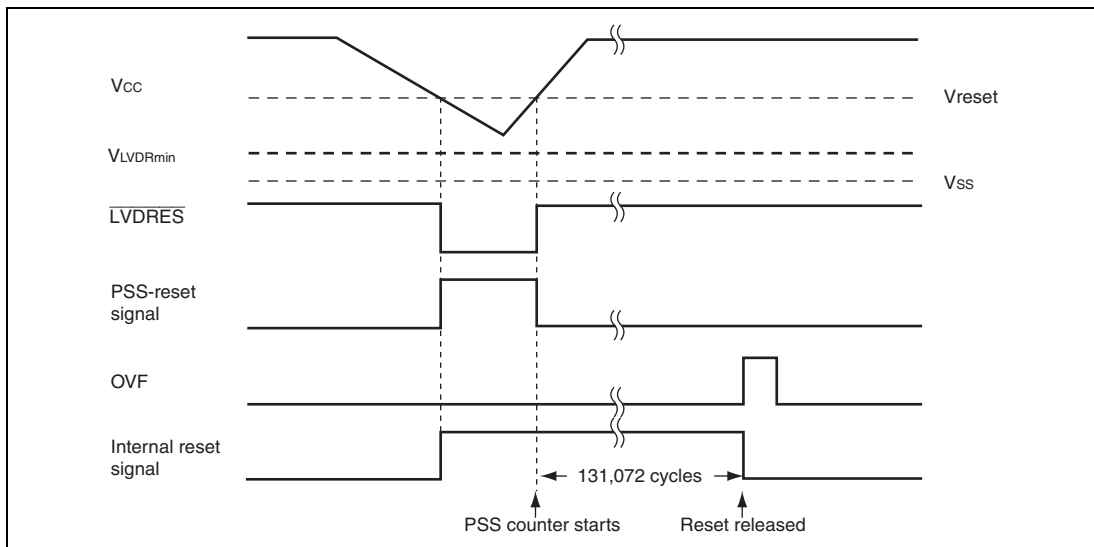 VCC
Vreset
VLVDRmin
VSS
LVDRES
PSS-reset
signal
OVF
Internal reset
signal
131,072 cycles
PSS counter starts
Reset released